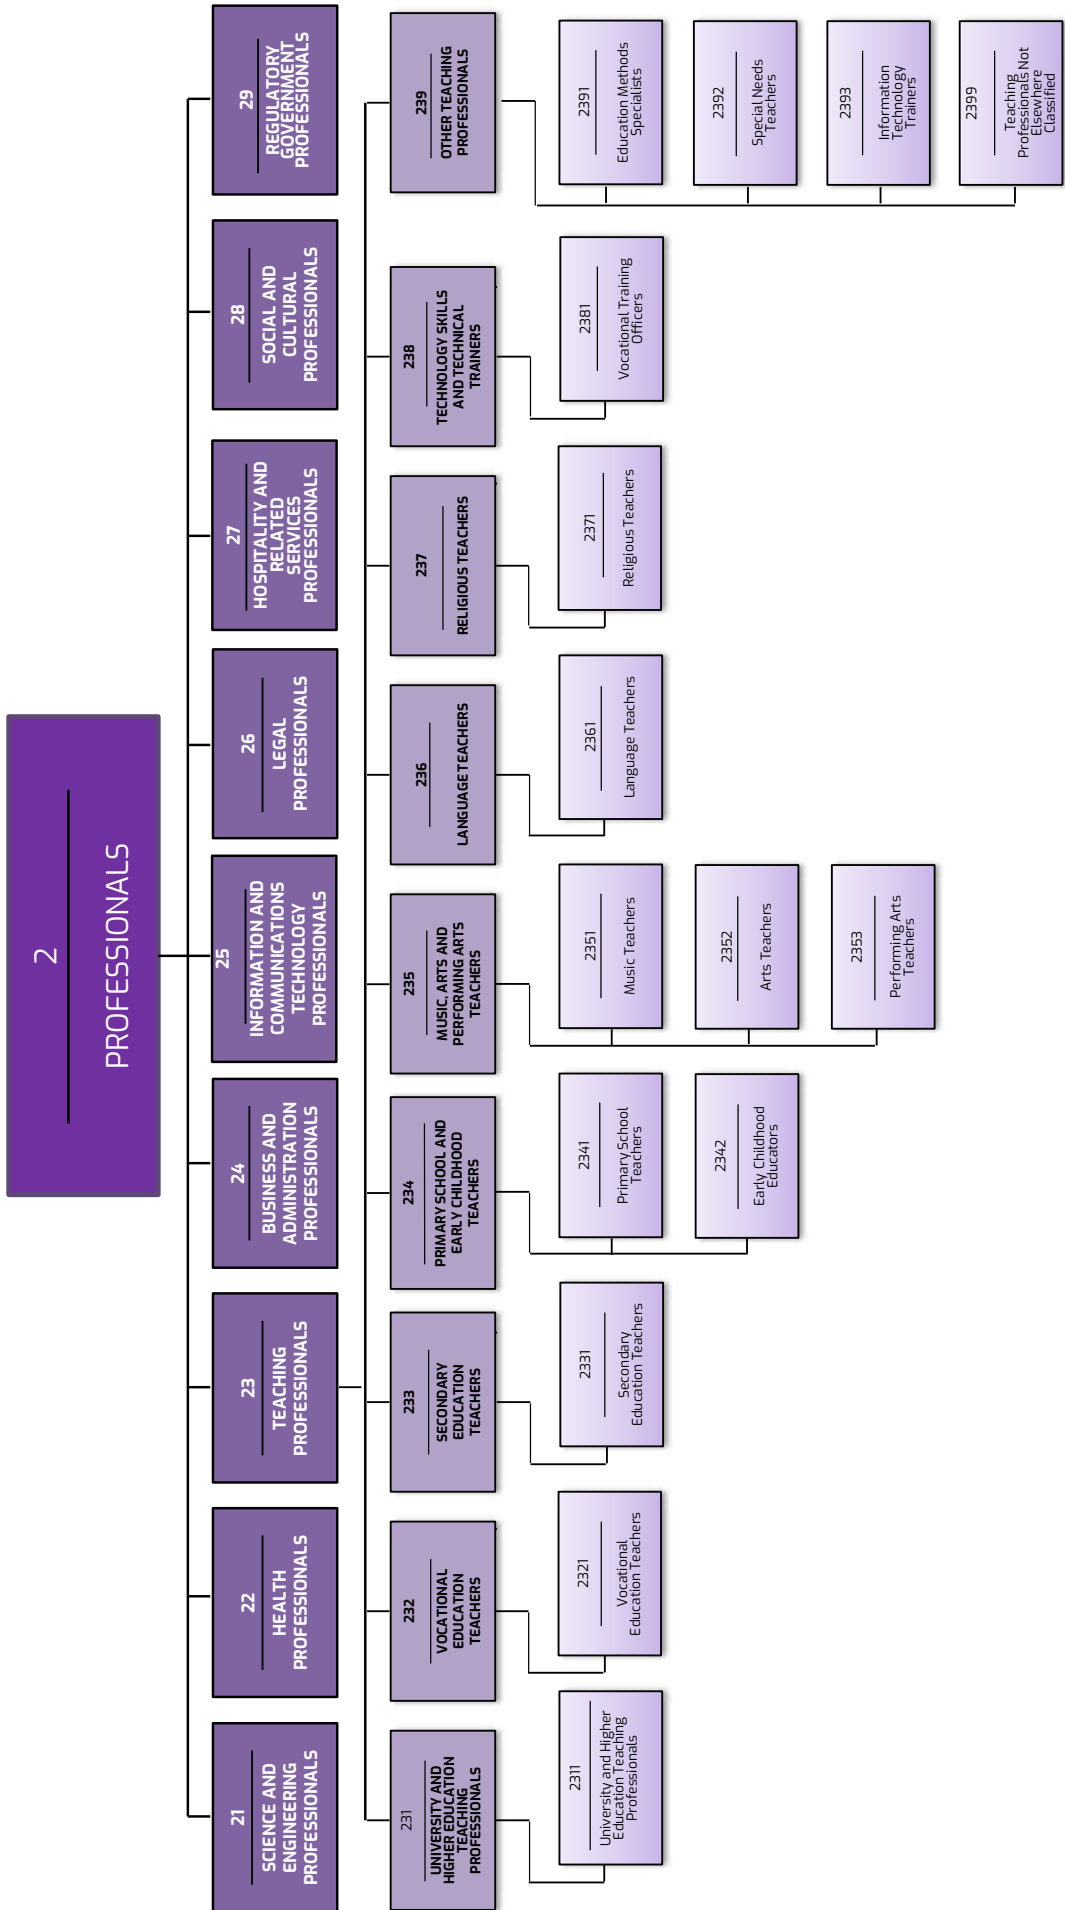 2
PROFESSIONALS
21
SCIENCE AND
ENGINEERING
PROFESSIONALS
22
HEALTH
PROFESSIONALS
23
TEACHING
PROFESSIONALS
24
BUSINESS AND
ADMINISTRATION
PROFESSIONALS
25
INFORMATION AND
COMMUNICATIONS
TECHNOLOGY
PROFESSIONALS
26
LEGAL
PROFESSIONALS
27
HOSPITALITY AND
RELATED
SERVICES
PROFESSIONALS
28
SOCIAL AND
CULTURAL
PROFESSIONALS
29
REGULATORY
GOVERNMENT
PROFESSIONALS
231
UNIVERSITY AND
HIGHER EDUCATION
TEACHING
PROFESSIONALS
232
VOCATIONAL
EDUCATION
TEACHERS
233
SECONDARY
EDUCATION
TEACHERS
234
PRIMARY SCHOOL AND
EARLY CHILDHOOD
TEACHERS
235
MUSIC, ARTS AND
PERFORMING ARTS
TEACHERS
236
LANGUAGE TEACHERS
237
RELIGIOUS TEACHERS
238
TECHNOLOGY SKILLS
AND TECHNICAL
TRAINERS
239
OTHER TEACHING
PROFESSIONALS
2311
University and Higher
Education Teaching
Professionals
2321
Vocational
Education Teachers
2331
Secondary
Education Teachers
2341
Primary School
Teachers
2342
Early Childhood
Educators
2351
Music Teachers
2352
Arts Teachers
2353
Performing Arts
Teachers
2361
Language Teachers
2371
Religious Teachers
2381
Vocational Training
Officers
2391
Education Methods
Specialists
2392
Special Needs
Teachers
2393
Information
Technology
Trainers
2399
Teaching
Professionals Not
Elsewhere
Classified